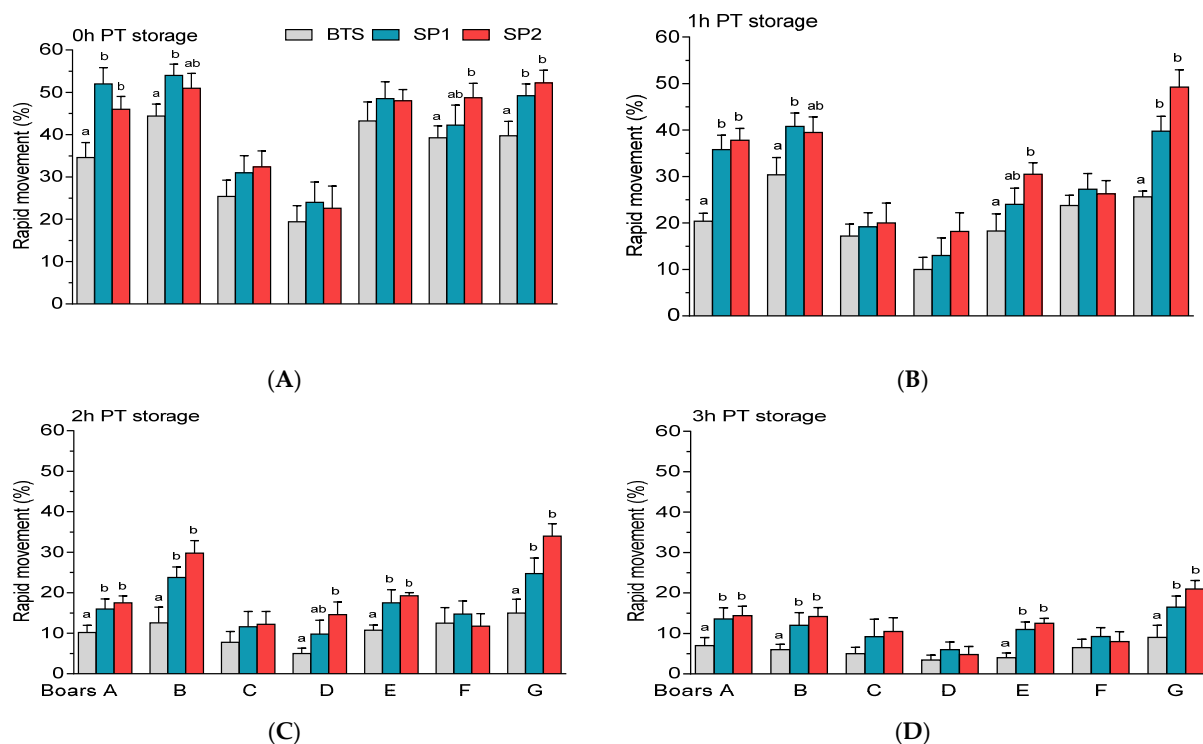 0h PT storage
BTS SP1 SP2
Rapid movement (%)
60
50
40
30
20
10
0
a b b
a b ab
a ab b
a b b
(A)
1h PT storage
Rapid movement (%)
60
50
40
30
20
10
0
a b b
a b ab
a ab b
a b b
(B)
2h PT storage
Rapid movement (%)
60
50
40
30
20
10
0
a b b
a b b
a ab b
a b b
a b b
Boars A B C D E F G
(C)
3h PT storage
Rapid movement (%)
60
50
40
30
20
10
0
a b b
a b b
a b b
a b b
Boars A B C D E F G
(D)